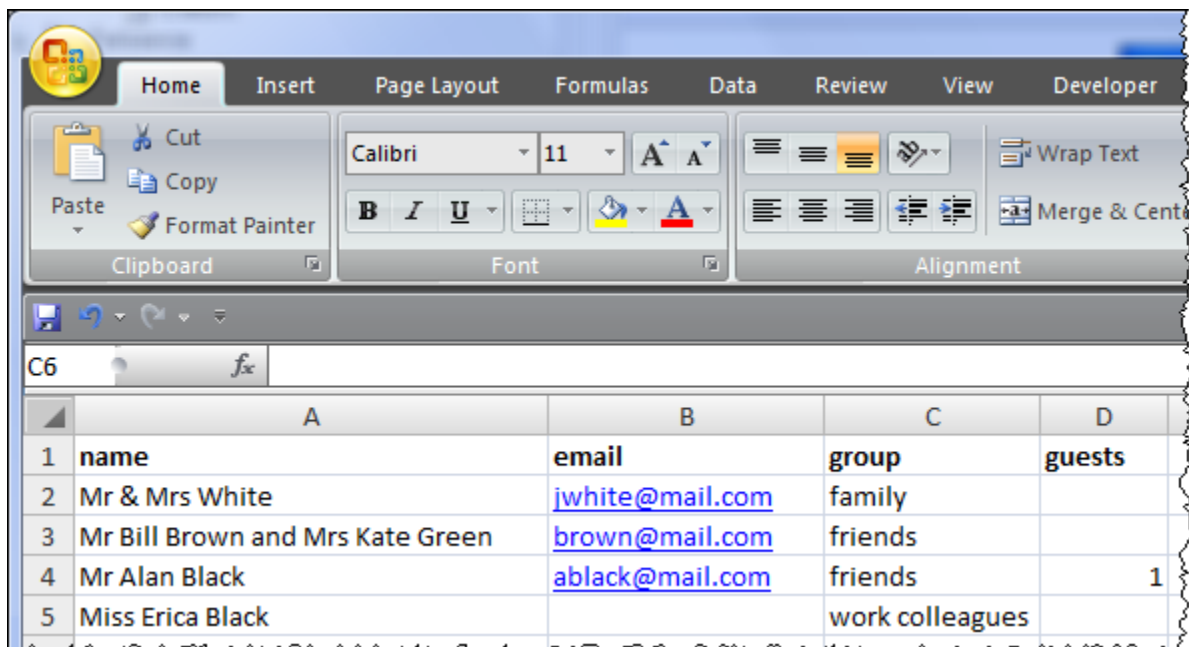 Home Insert Page Layout Formulas Data Review View Developer
Cut
Calibri 11 A A Wrap Text
Copy
Paste
B I U A Merge & Cent
Format Painter
Clipboard Font Alignment
C6 fx
A B C D
1 name email group guests
2 Mr & Mrs White jwhite@mail.com family
3 Mr Bill Brown and Mrs Kate Green brown@mail.com friends
4 Mr Alan Black ablack@mail.com friends 1
5 Miss Erica Black work colleagues